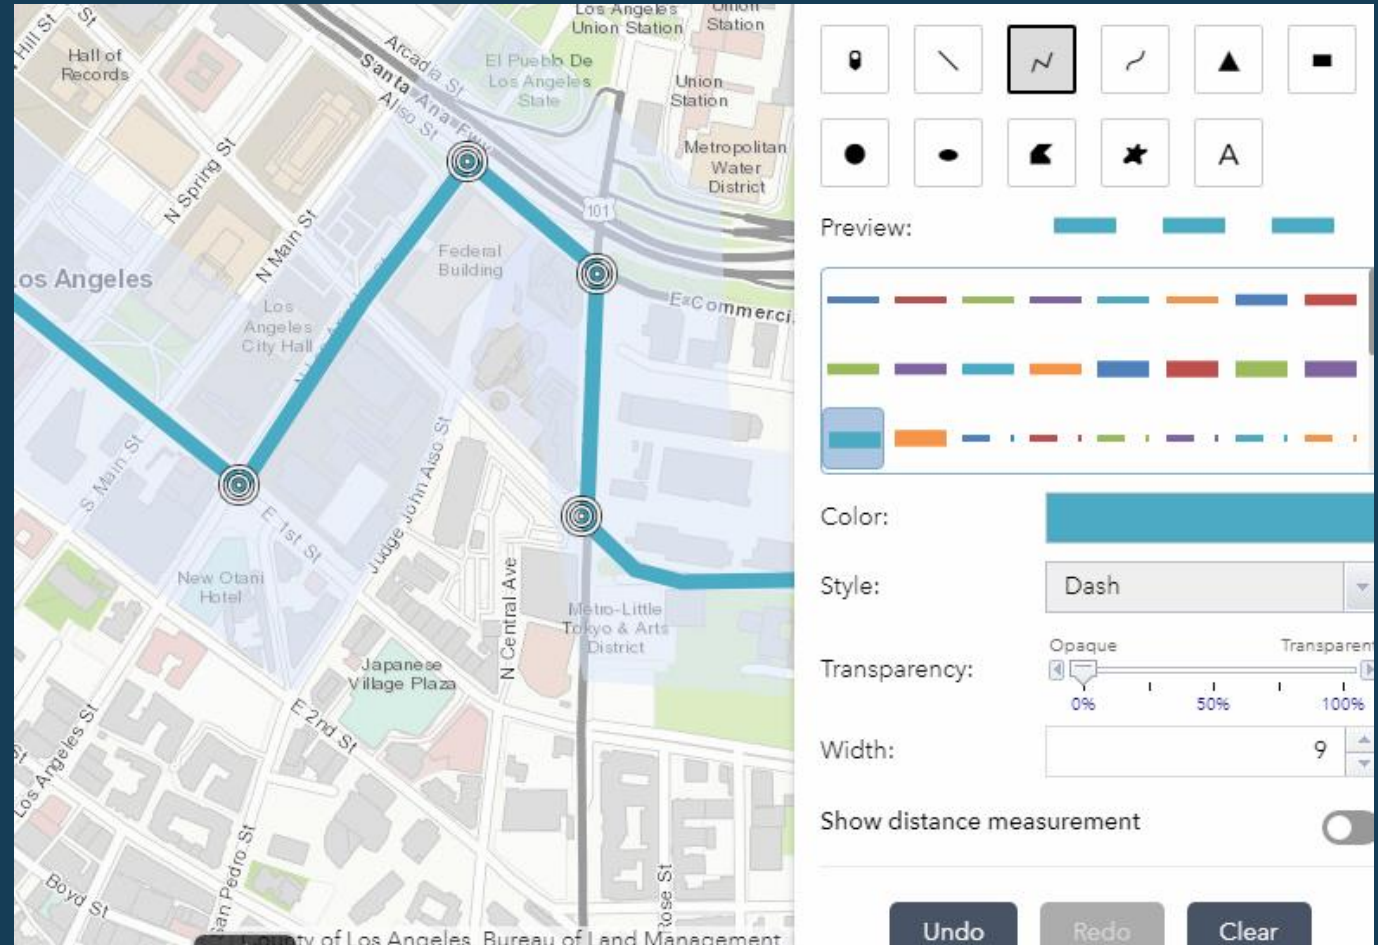 Hill St
St
Hall of
Records
Arcadia St
Santa Ana Fwy
Aliso St
Los Angeles
Union Station
Union
Station
El Pueblo De
Los Angeles
State
Union
Station
Metropolitan
Water
District
N Spring St
N Main St
101
Federal
Building
os Angeles
E Commerci
Los
Angeles
City Hall
S Main St
E 1st St
Judge John Aiso St
New Otani
Hotel
N Central Ave
Metro-Little
Tokyo & Arts
District
Japanese
Village Plaza
E 2nd St
St
Los Angeles St
San Pedro St
Boyd St
Rose St
County of Los Angeles, Bureau of Land Management
A
Preview:
Color:
Style:
Dash
Opaque
Transparent
Transparency:
0%
50%
100%
Width:
9
Show distance measurement
Undo
Redo
Clear